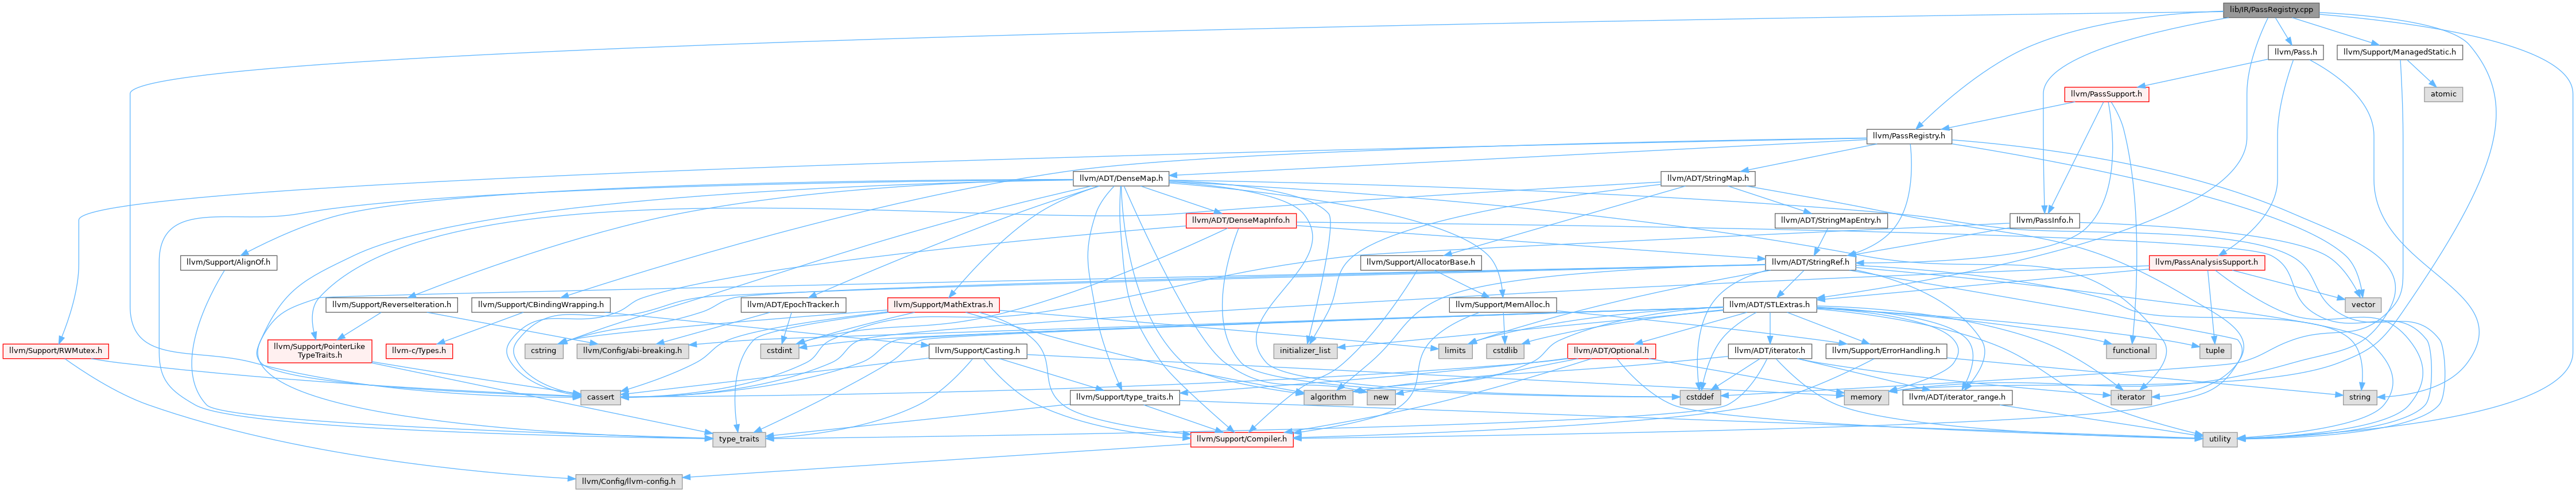 lib/IR/PassRegistry.cpp
llvm/Pass.h
llvm/Support/ManagedStatic.h
llvm/PassSupport.h
atomic
llvm/PassRegistry.h
llvm/ADT/DenseMap.h
llvm/ADT/StringMap.h
llvm/ADT/DenseMapInfo.h
llvm/ADT/StringMapEntry.h
llvm/PassInfo.h
llvm/Support/AlignOf.h
llvm/Support/AllocatorBase.h
llvm/ADT/StringRef.h
llvm/PassAnalysisSupport.h
llvm/Support/ReverseIteration.h
llvm/Support/CBindingWrapping.h
llvm/ADT/EpochTracker.h
llvm/Support/MathExtras.h
llvm/Support/MemAlloc.h
llvm/ADT/STLExtras.h
vector
llvm/Support/RWMutex.h
llvm/Support/PointerLike
TypeTraits.h
llvm-c/Types.h
cstring
llvm/Config/abi-breaking.h
cstdint
llvm/Support/Casting.h
initializer_list
limits
cstdlib
llvm/ADT/Optional.h
llvm/ADT/iterator.h
llvm/Support/ErrorHandling.h
functional
tuple
cassert
llvm/Support/type_traits.h
algorithm
new
cstddef
memory
llvm/ADT/iterator_range.h
iterator
string
type_traits
llvm/Support/Compiler.h
utility
llvm/Config/llvm-config.h